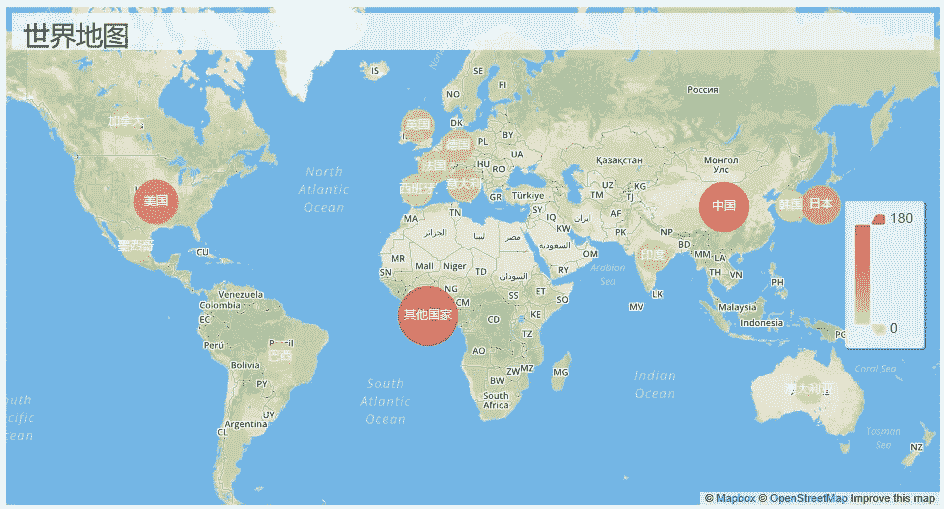 世界地图
IS
SE
FI
NO
Россия
DK
加拿大
英国
BY
PL
德国
UA
法国
HU
RO
Қазақстан
Монгол
Улс
North
Atlantic
Ocean
西班牙
意大利
GR
Türkiye
UZ
KG
TM
TJ
美国
中国
韩国
日本
180
MA
TN
SY
IQ
ایران
AF
墨西哥
الجزائر
ليبيا
مصر
KW
السعودية
PK
NP
印度
BD
CU
MR
Mali
Niger
TD
السودان
OM
RY
Arabian
Sea
MM
LA
TH
VN
PH
SN
NG
SS
ET
SO
LK
MV
Venezuela
Colombia
EC
其他国家
CM
CD
KE
TZ
Malaysia
Indonesia
PG
0
Perú
Brasil
巴西
Bolivia
PY
AO
ZW
MZ
MG
BW
South
Atlantic
Ocean
Indian
Ocean
Coral Sea
澳大利亚
South
Africa
UY
Argentina
CL
Tasman
Sea
NZ
© Mapbox © OpenStreetMap Improve this map